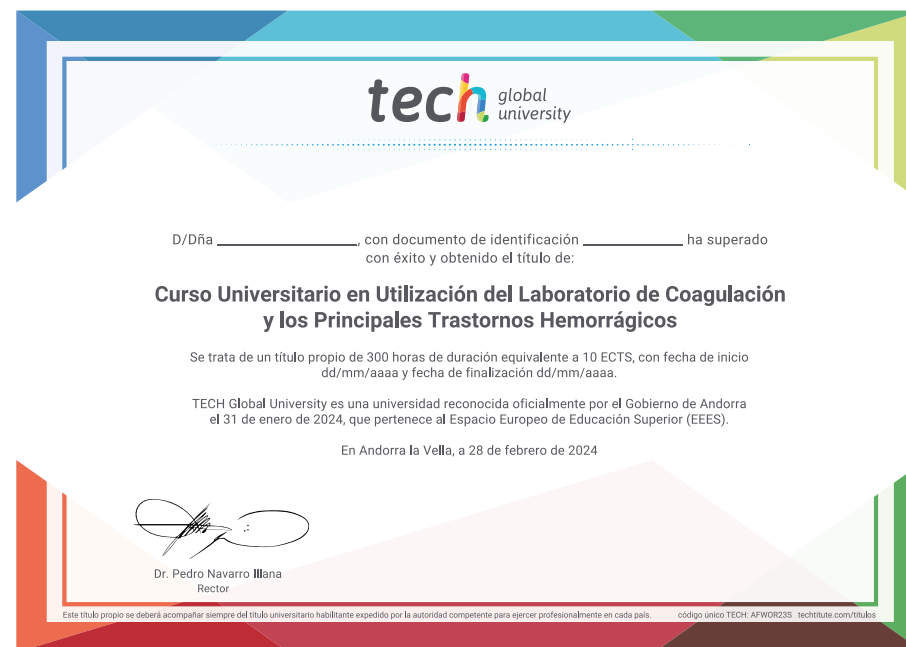 tech global
university
D/Dña ____________, con documento de identificación ____________ ha superado
con éxito y obtenido el título de:
Curso Universitario en Utilización del Laboratorio de Coagulación
y los Principales Trastornos Hemorrágicos
Se trata de un título propio de 300 horas de duración equivalente a 10 ECTS, con fecha de inicio
dd/mm/aaaa y fecha de finalización dd/mm/aaaa.
TECH Global University es una universidad reconocida oficialmente por el Gobierno de Andorra
el 31 de enero de 2024, que pertenece al Espacio Europeo de Educación Superior (EEES).
En Andorra la Vella, a 28 de febrero de 2024
Dr. Pedro Navarro Illana
Rector
Este título propio se deberá acompañar siempre del título universitario habilitante expedido por la autoridad competente para ejercer profesionalmente en cada país. código único TECH: AFWOR23S techtitute.com/titulos